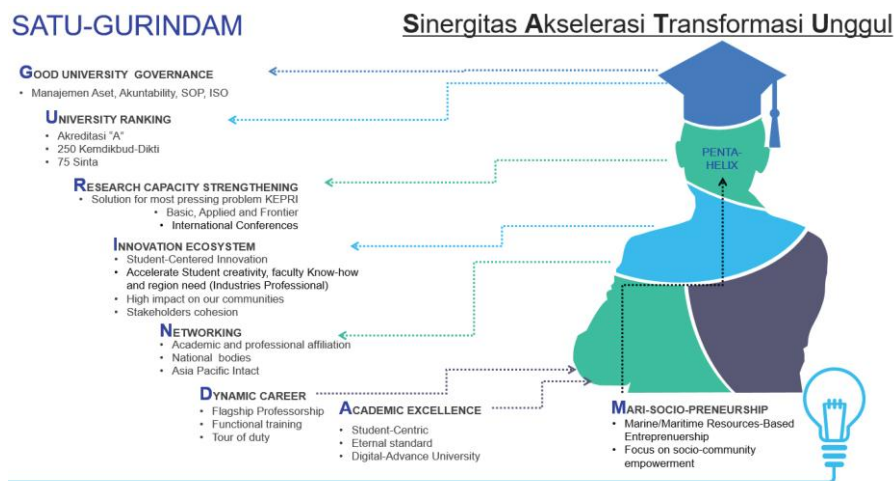 SATU-GURINDAM
Sinergitas Akselerasi Transformasi Unggul
GOOD UNIVERSITY GOVERNANCE
• Manajemen Aset, Akuntability, SOP, ISO
UNIVERSITY RANKING
• Akreditasi "A"
• 250 Kemdikbud-Dikti
• 75 Sinta
PENTA-
HELIX
RESEARCH CAPACITY STRENGTHENING
• Solution for most pressing problem KEPRI
• Basic, Applied and Frontier
• International Conferences
INNOVATION ECOSYSTEM
• Student-Centered Innovation
• Accelerate Student creativity, faculty Know-how
and region need (Industries Professional)
• High impact on our communities
• Stakeholders cohesion
NETWORKING
• Academic and professional affiliation
• National bodies
• Asia Pacific Intact
DYNAMIC CAREER
• Flagship Professorship
• Functional training
• Tour of duty
ACADEMIC EXCELLENCE
• Student-Centric
• Eternal standard
• Digital-Advance University
MARI-SOCIO-PRENEURSHIP
• Marine/Maritime Resources-Based
Entreprenuership
• Focus on socio-community
empowerment